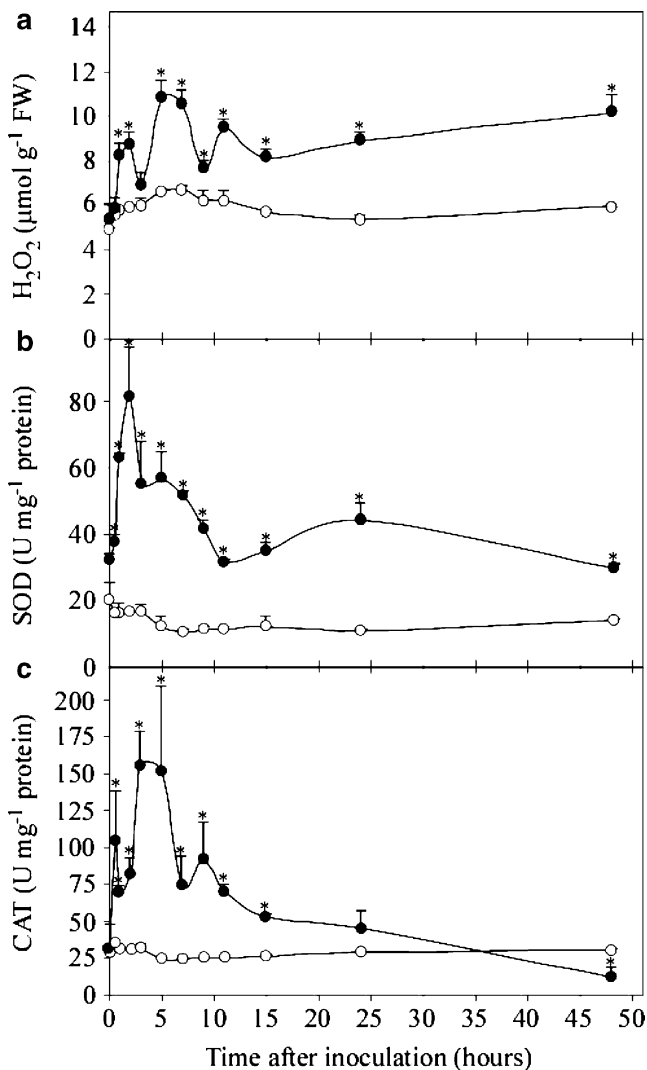 a
14
12
10
8
6
4
2
0
H₂O₂ (µmol g⁻¹ FW)
* * * * * * * * *
b
80
60
40
20
0
SOD (U mg⁻¹ protein)
* * * * * * * * * * *
c
200
175
150
125
100
75
50
25
0
CAT (U mg⁻¹ protein)
* * * * * * * * * *
0 5 10 15 20 25 30 35 40 45 50
Time after inoculation (hours)